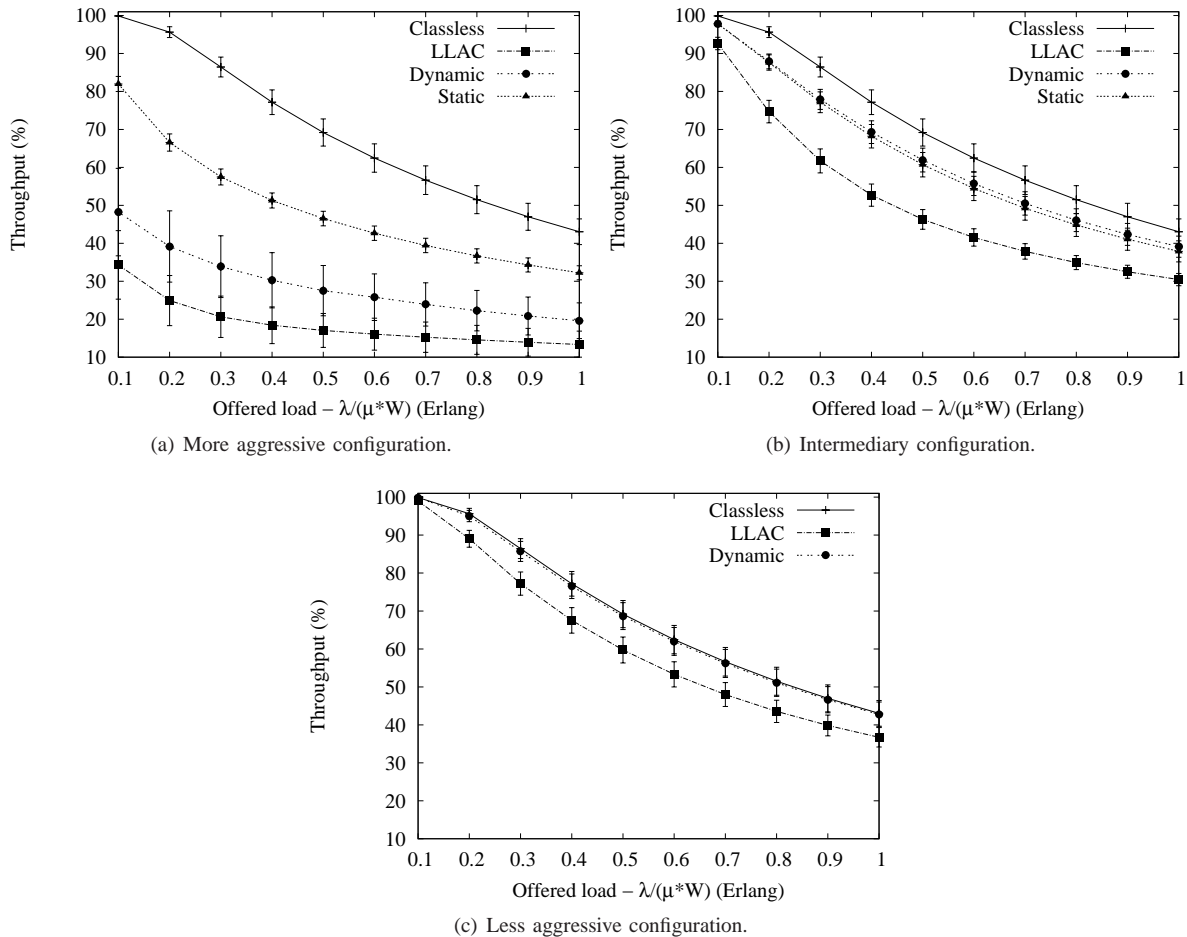 100
90
80
70
60
50
40
30
20
10
Throughput (%)
Classless
LLAC
Dynamic
Static
0.1 0.2 0.3 0.4 0.5 0.6 0.7 0.8 0.9 1
Offered load – λ/(μ*W) (Erlang)
(a) More aggressive configuration.
100
90
80
70
60
50
40
30
20
10
Throughput (%)
Classless
LLAC
Dynamic
Static
0.1 0.2 0.3 0.4 0.5 0.6 0.7 0.8 0.9 1
Offered load – λ/(μ*W) (Erlang)
(b) Intermediary configuration.
100
90
80
70
60
50
40
30
20
10
Throughput (%)
Classless
LLAC
Dynamic
0.1 0.2 0.3 0.4 0.5 0.6 0.7 0.8 0.9 1
Offered load – λ/(μ*W) (Erlang)
(c) Less aggressive configuration.